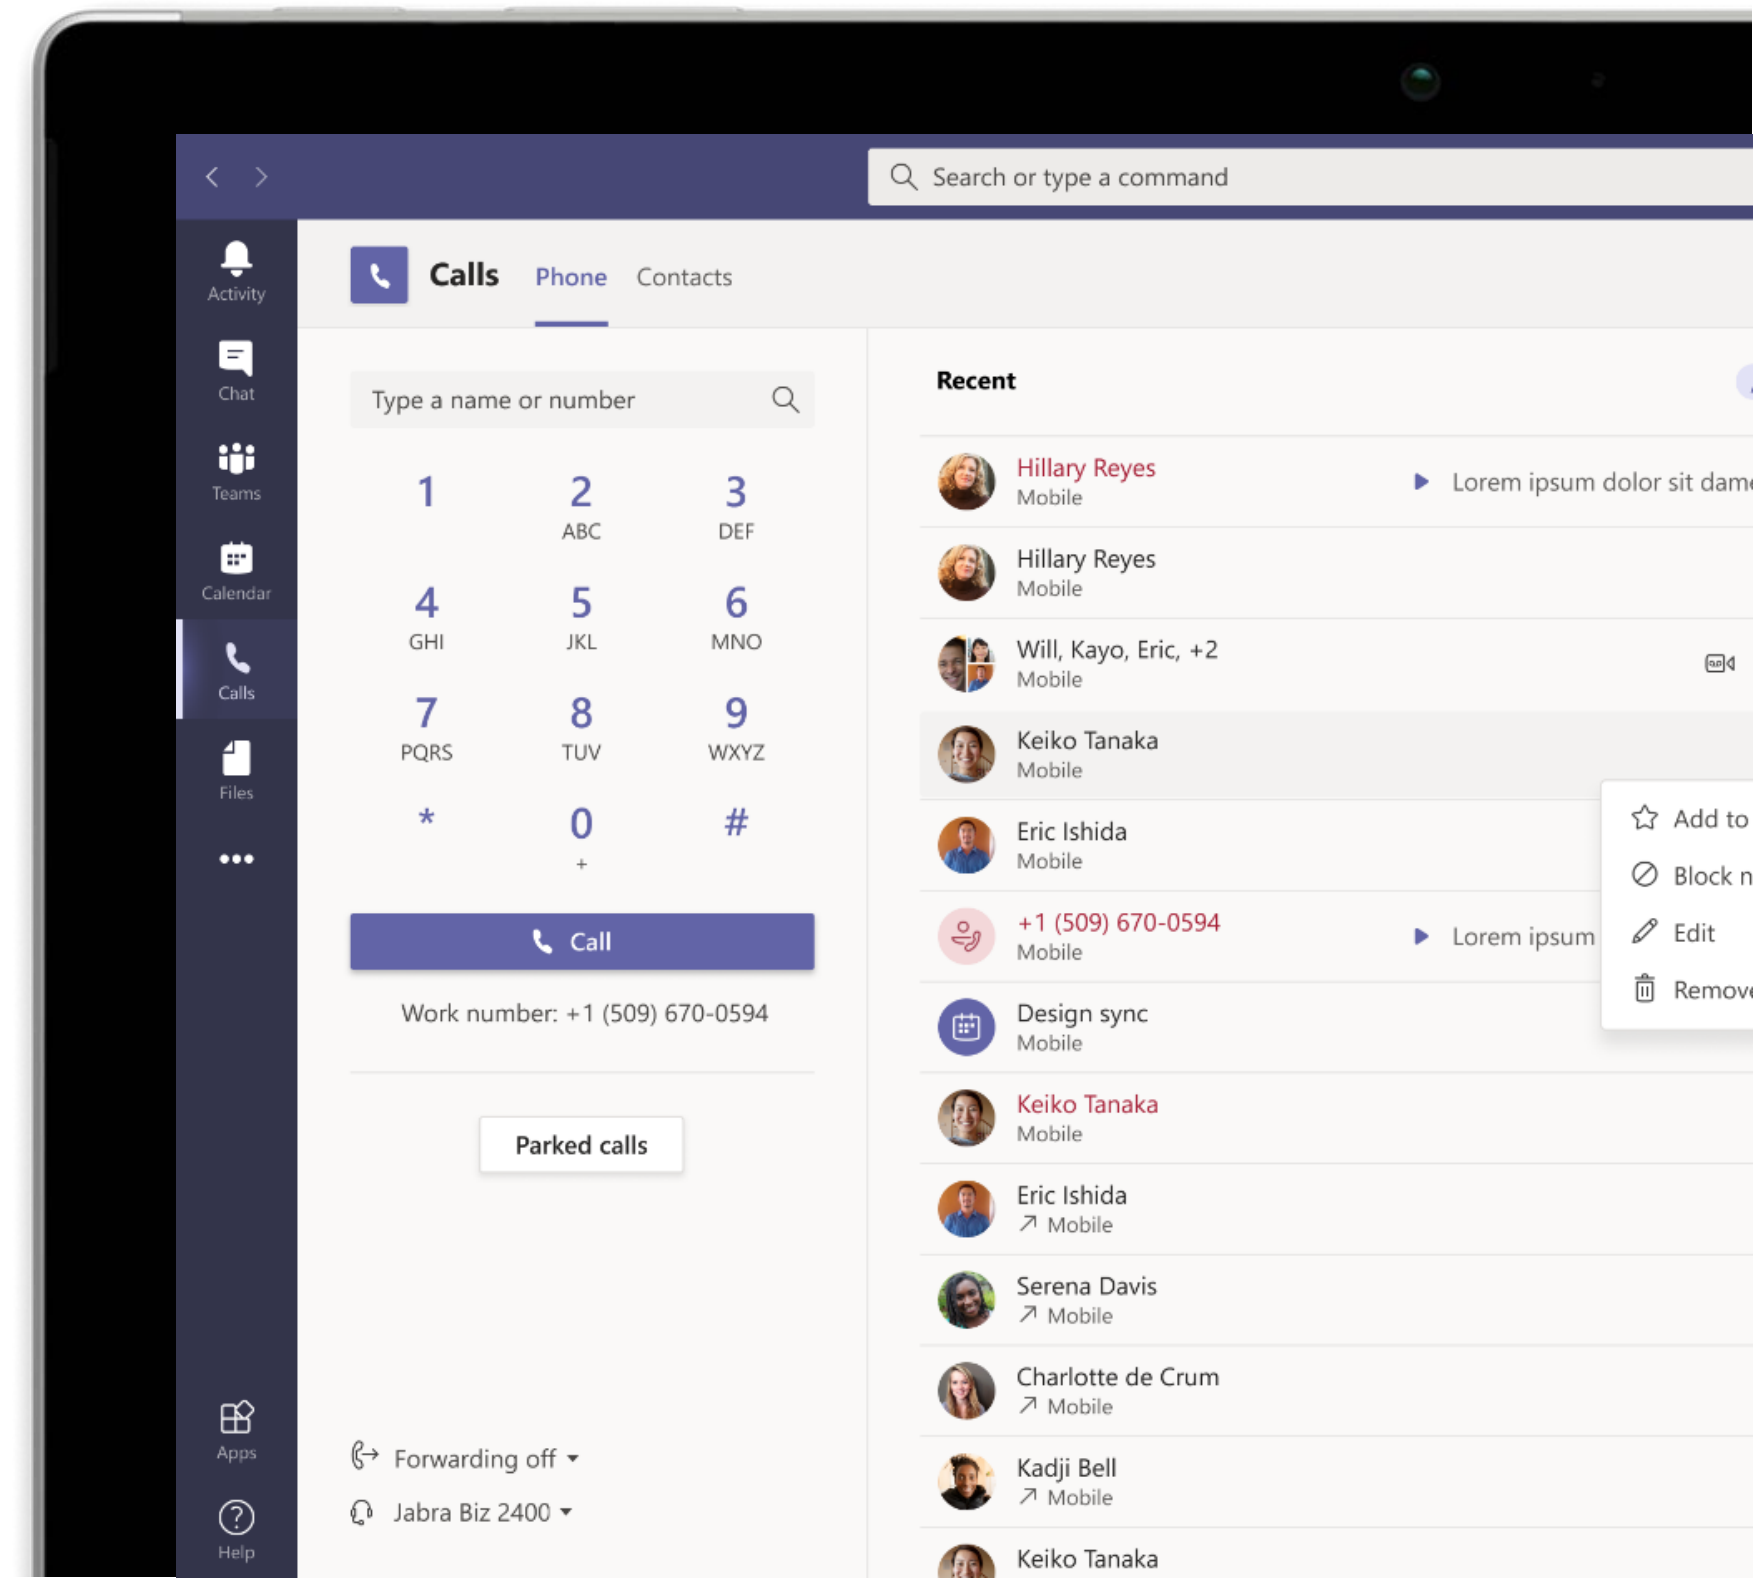 Search or type a command
Activity
Chat
Teams
Calendar
Calls
Files
Apps
Help
Calls Phone Contacts
Type a name or number
1 2 3
ABC DEF
4 5 6
GHI JKL MNO
7 8 9
PQRS TUV WXYZ
* 0 #
+
Call
Work number: +1 (509) 670-0594
Parked calls
Forwarding off
Jabra Biz 2400
Recent
Hillary Reyes
Mobile
Lorem ipsum dolor sit dame
Hillary Reyes
Mobile
Will, Kayo, Eric, +2
Mobile
Keiko Tanaka
Mobile
Eric Ishida
Mobile
+1 (509) 670-0594
Mobile
Lorem ipsum
Design sync
Mobile
Keiko Tanaka
Mobile
Eric Ishida
Mobile
Serena Davis
Mobile
Charlotte de Crum
Mobile
Kadji Bell
Mobile
Keiko Tanaka
Add to
Block n
Edit
Remove